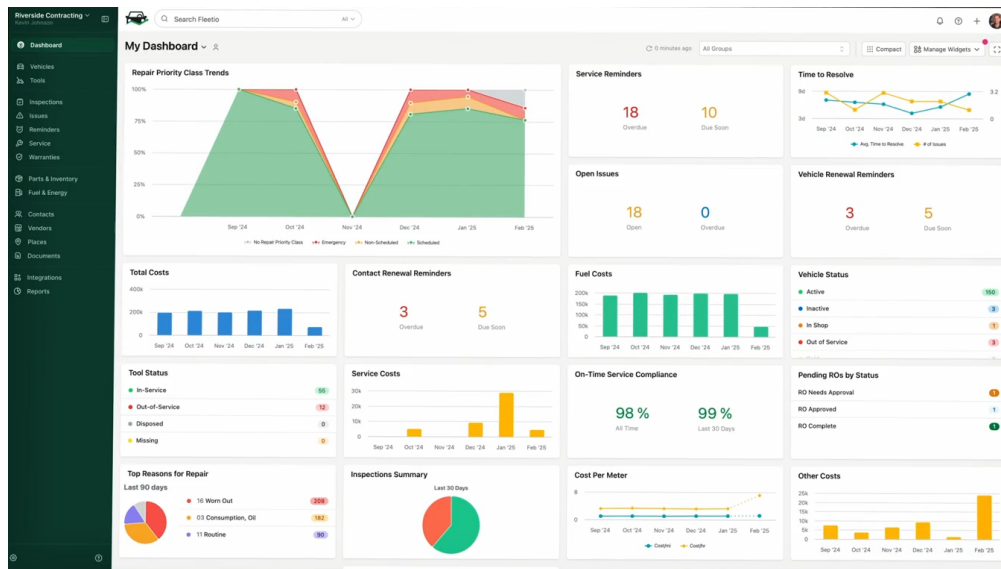 Riverside Contracting
Kevin Johnson
Search Fleetio
All
Dashboard
Vehicles
Tools
Inspections
Issues
Reminders
Service
Warranties
Parts & Inventory
Fuel & Energy
Contacts
Vendors
Places
Documents
Integrations
Reports
My Dashboard
0 minutes ago
All Groups
Compact
Manage Widgets
Repair Priority Class Trends
100%
75%
50%
25%
0%
Sep '24 Oct '24 Nov '24 Dec '24 Jan '25 Feb '25
No Repair Priority Class Emergency Non-Scheduled Scheduled
Service Reminders
18 10
Overdue Due Soon
Time to Resolve
9d 3.2
3d 0
Sep '24 Oct '24 Nov '24 Dec '24 Jan '25 Feb '25
Avg. Time to Resolve # of Issues
Open Issues
18 0
Open Overdue
Vehicle Renewal Reminders
3 5
Overdue Due Soon
Total Costs
400k
200k
0
Sep '24 Oct '24 Nov '24 Dec '24 Jan '25 Feb '25
Contact Renewal Reminders
3 5
Overdue Due Soon
Fuel Costs
200k
150k
100k
50k
0
Sep '24 Oct '24 Nov '24 Dec '24 Jan '25 Feb '25
Vehicle Status
Active 160
Inactive 3
In Shop 1
Out of Service 3
Tool Status
In-Service 55
Out-of-Service 12
Disposed 0
Missing 0
Service Costs
30k
20k
10k
0
Sep '24 Oct '24 Nov '24 Dec '24 Jan '25 Feb '25
On-Time Service Compliance
98% 99%
All Time Last 30 Days
Pending ROs by Status
RO Needs Approval 7
RO Approved 1
RO Complete 1
Top Reasons for Repair
Last 90 days
16 Worn Out 208
03 Consumption, Oil 182
11 Routine 90
Inspections Summary
Last 30 Days
Cost Per Meter
8
0
Sep '24 Oct '24 Nov '24 Dec '24 Jan '25 Feb '25
Cost/mi Cost/hr
Other Costs
25k
20k
15k
10k
5k
0
Sep '24 Oct '24 Nov '24 Dec '24 Jan '25 Feb '25